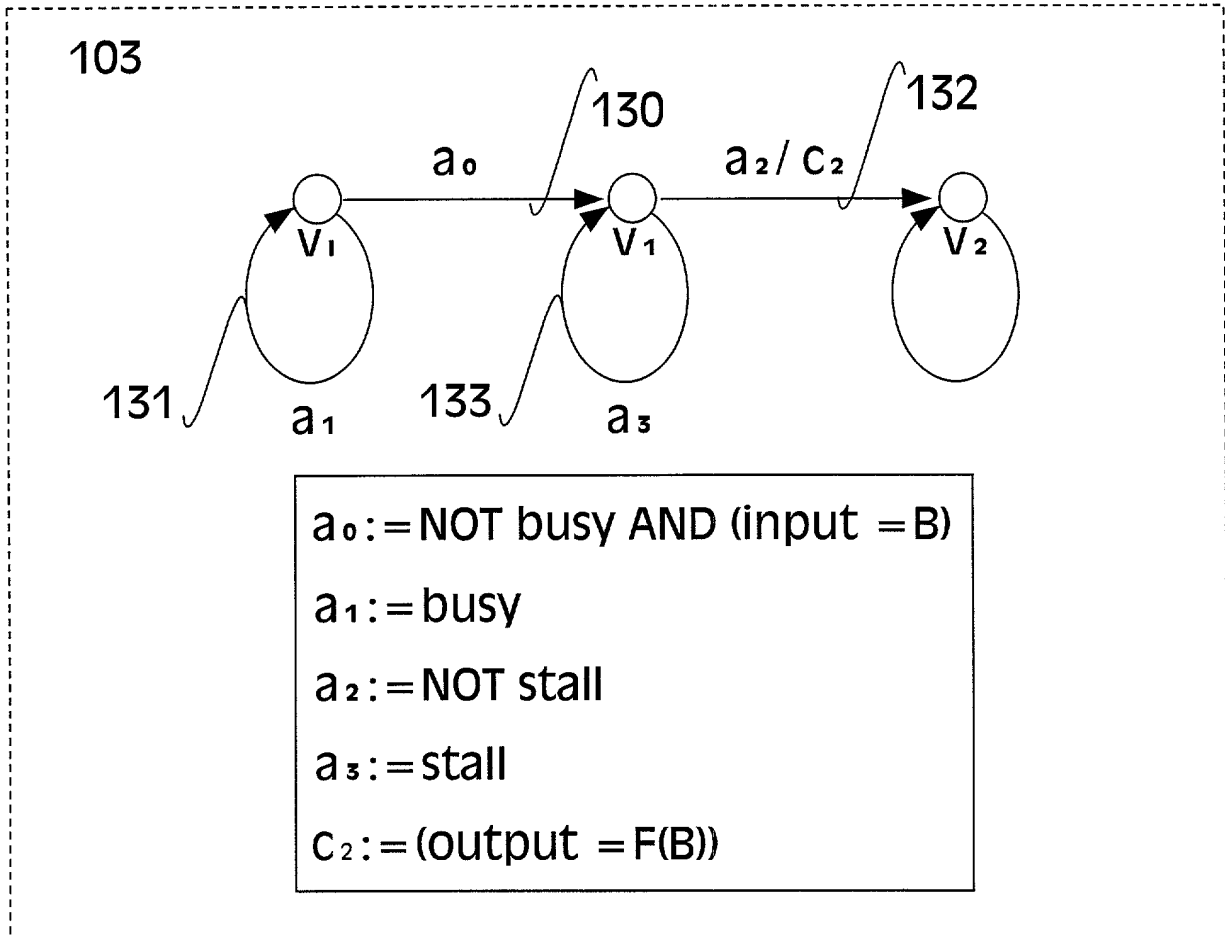 103
130
132
a₀
a₂ / c₂
V₁
V₁
V₂
131
133
a₁
a₃
a₀:=NOT busy AND (input =B)
a₁:=busy
a₂:=NOT stall
a₃:=stall
c₂:=(output =F(B))